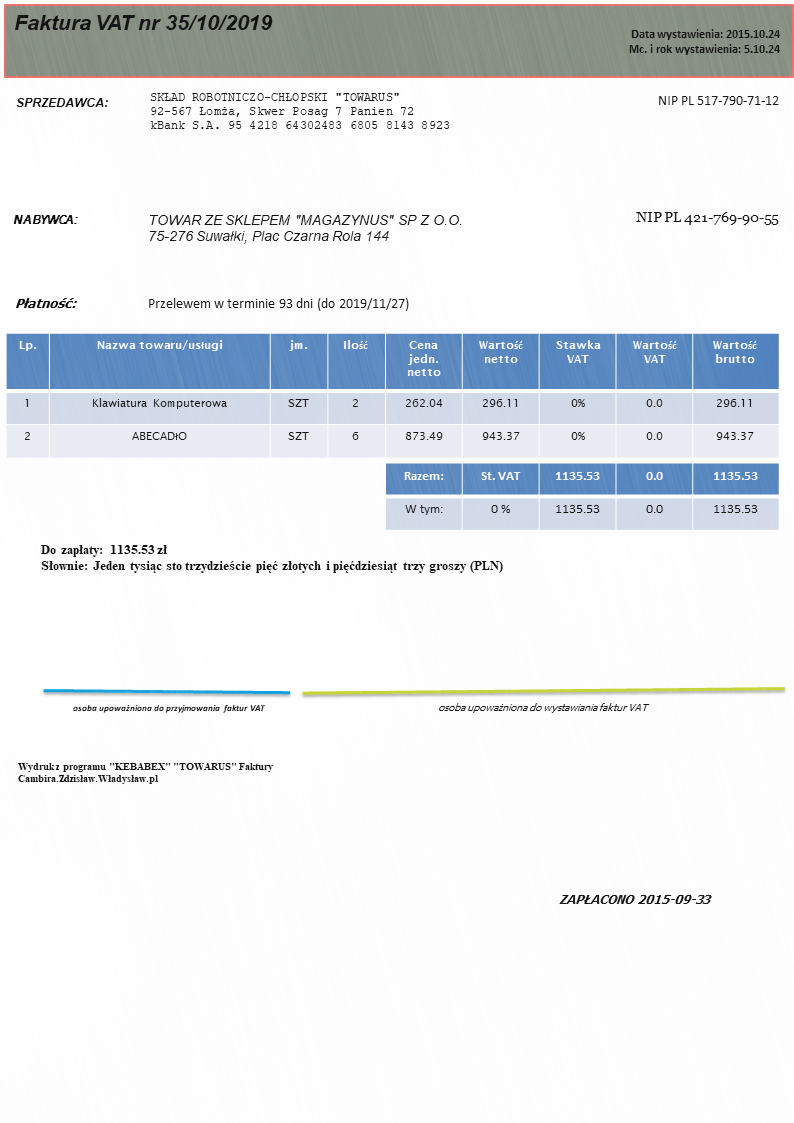 Faktura VAT nr 35/10/2019
Data wystawienia: 2015.10.24
Mc. i rok wystawienia: 5.10.24
SPRZEDAWCA:
SKŁAD ROBOTNICZO-CHŁOPSKI "TOWARUS"
92-567 Łomża, Skwer Posag 7 Panien 72
kBank S.A. 95 4218 64302483 6805 8143 8923
NIP PL 517-790-71-12
NABYWCA:
TOWAR ZE SKLEPEM "MAGAZYNUS" SP Z O.O.
75-276 Suwałki, Plac Czarna Rola 144
NIP PL 421-769-90-55
Płatność: Przelewem w terminie 93 dni (do 2019/11/27)
Lp. Nazwa towaru/usługi jm. Ilość Cena jedn. netto Wartość netto Stawka VAT Wartość VAT Wartość brutto
1 Klawiatura Komputerowa SZT 2 262.04 296.11 0% 0.0 296.11
2 ABECADłO SZT 6 873.49 943.37 0% 0.0 943.37
Razem: St. VAT 1135.53 0.0 1135.53
W tym: 0 % 1135.53 0.0 1135.53
Do zapłaty: 1135.53 zł
Słownie: Jeden tysiąc sto trzydzieście pięć złotych i pięćdziesiąt trzy groszy (PLN)
osoba upoważniona do przyjmowania faktur VAT
osoba upoważniona do wystawiania faktur VAT
Wydruk z programu "KEBABEX" "TOWARUS" Faktury
Cambira.Zdzisław.Władysław.pl
ZAPŁACONO 2015-09-33